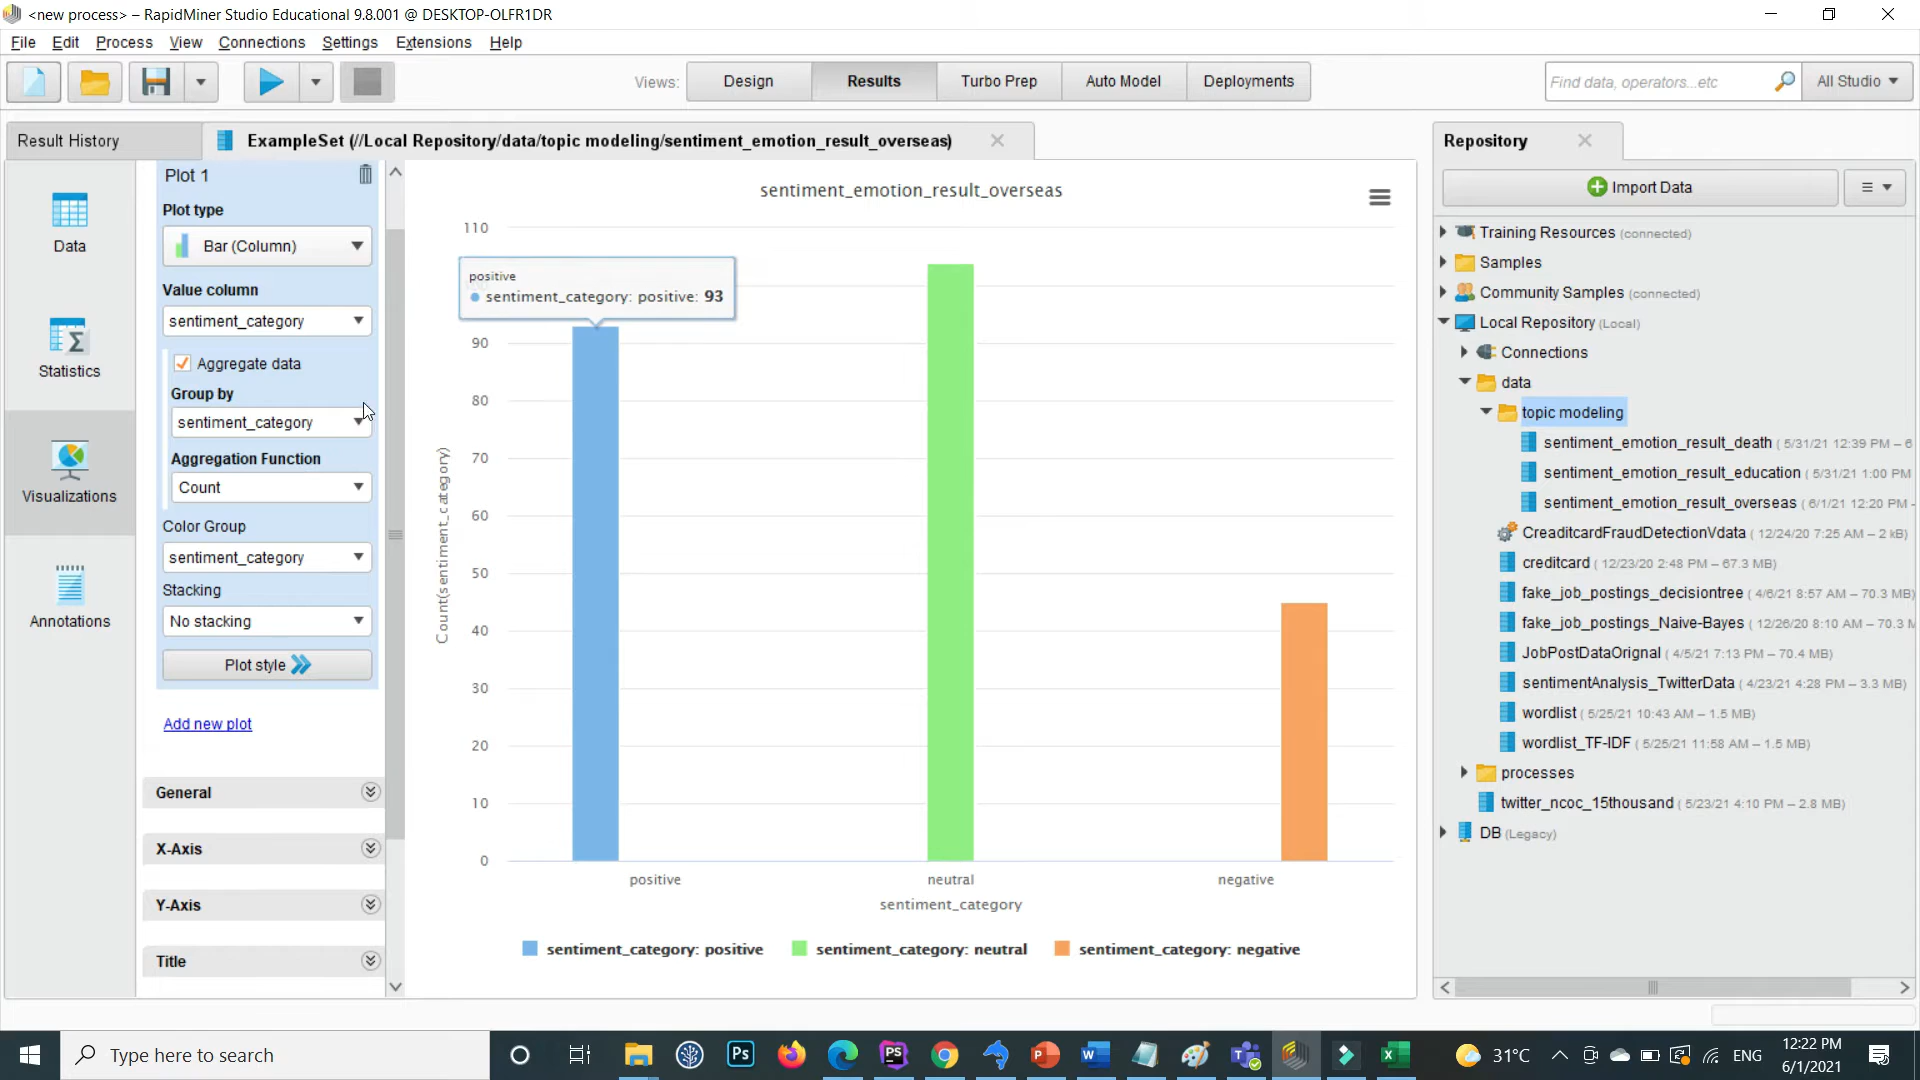 <new process> – RapidMiner Studio Educational 9.8.001 @ DESKTOP-OLFR1DR
File Edit Process View Connections Settings Extensions Help
Views: Design Results Turbo Prep Auto Model Deployments
Find data, operators...etc
All Studio
Result History
ExampleSet (//Local Repository/data/topic modeling/sentiment_emotion_result_overseas)
Data
Statistics
Visualizations
Annotations
Plot 1
Plot type
Bar (Column)
Value column
sentiment_category
Aggregate data
Group by
sentiment_category
Aggregation Function
Count
Color Group
sentiment_category
Stacking
No stacking
Plot style
Add new plot
General
X-Axis
Y-Axis
Title
sentiment_emotion_result_overseas
positive
sentiment_category: positive: 93
110
90
80
70
60
50
40
30
20
10
0
Count(sentiment_category)
positive neutral negative
sentiment_category
sentiment_category: positive sentiment_category: neutral sentiment_category: negative
Repository
Import Data
Training Resources (connected)
Samples
Community Samples (connected)
Local Repository (Local)
Connections
data
topic modeling
sentiment_emotion_result_death ( 5/31/21 12:39 PM – 6
sentiment_emotion_result_education ( 5/31/21 1:00 PM
sentiment_emotion_result_overseas ( 6/1/21 12:20 PM -
CreaditcardFraudDetectionVdata ( 12/24/20 7:25 AM – 2 kB)
creditcard ( 12/23/20 2:48 PM – 67.3 MB)
fake_job_postings_decisiontree ( 4/6/21 8:57 AM – 70.3 MB)
fake_job_postings_Naive-Bayes ( 12/26/20 8:10 AM – 70.3 M
JobPostDataOrignal ( 4/5/21 7:13 PM – 70.4 MB)
sentimentAnalysis_TwitterData ( 4/23/21 4:28 PM – 3.3 MB)
wordlist ( 5/25/21 10:43 AM – 1.5 MB)
wordlist_TF-IDF ( 5/25/21 11:58 AM – 1.5 MB)
processes
twitter_ncoc_15thousand ( 5/23/21 4:10 PM – 2.8 MB)
DB (Legacy)
Type here to search
Ps
PS
31°C
ENG
12:22 PM
6/1/2021